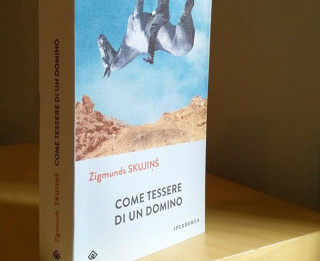 Zigmunds SKUJIŅŠ COME TESSERE DI UN DOMINO
Zigmunds SKUJIŅŠ
COME TESSERE
DI UN DOMINO
IPERBOREA